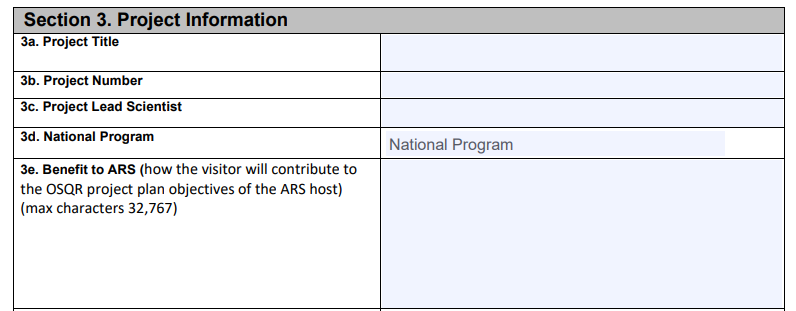 Section 3. Project Information
3a. Project Title
3b. Project Number
3c. Project Lead Scientist
3d. National Program
National Program
3e. Benefit to ARS (how the visitor will contribute to
the OSQR project plan objectives of the ARS host)
(max characters 32,767)